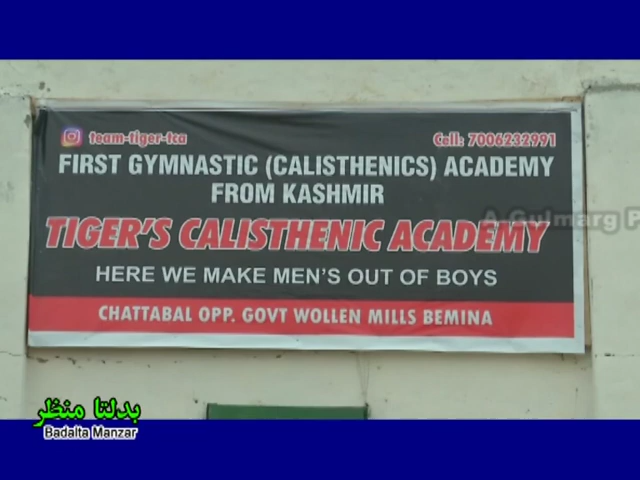 team-tiger-tca
Cell: 7006232991
FIRST GYMNASTIC (CALISTHENICS) ACADEMY
FROM KASHMIR
TIGER'S CALISTHENIC ACADEMY
A Gulmarg P
HERE WE MAKE MEN'S OUT OF BOYS
CHATTABAL OPP. GOVT WOLLEN MILLS BEMINA
بدلتا منظر
Badalta Manzar